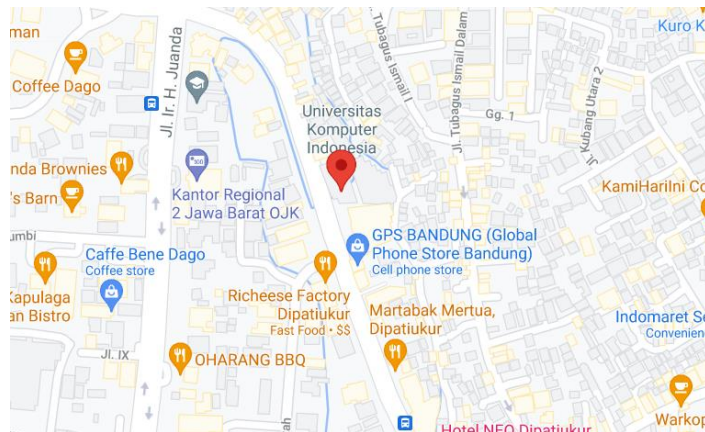 man
Coffee Dago
Jl. Ir. H. Juanda
Universitas
Komputer
Indonesia
Jl. Tubagus Ismail I
Jl. Tubagus Ismail Dalam
Gg. 1
Jl. Kubang Utara 2
Kuro K
nda Brownies
's Barn
Kantor Regional
2 Jawa Barat OJK
KamiHariIni Co
umbi
Caffe Bene Dago
Coffee store
GPS BANDUNG (Global
Phone Store Bandung)
Cell phone store
Kapulaga
an Bistro
Richeese Factory
Dipatiukur
Fast Food • $$
Martabak Mertua,
Dipatiukur
Indomaret Se
Convenien
Jl. IX
OHARANG BBQ
ah
Hotel NEO Dipatiukur
Warkop